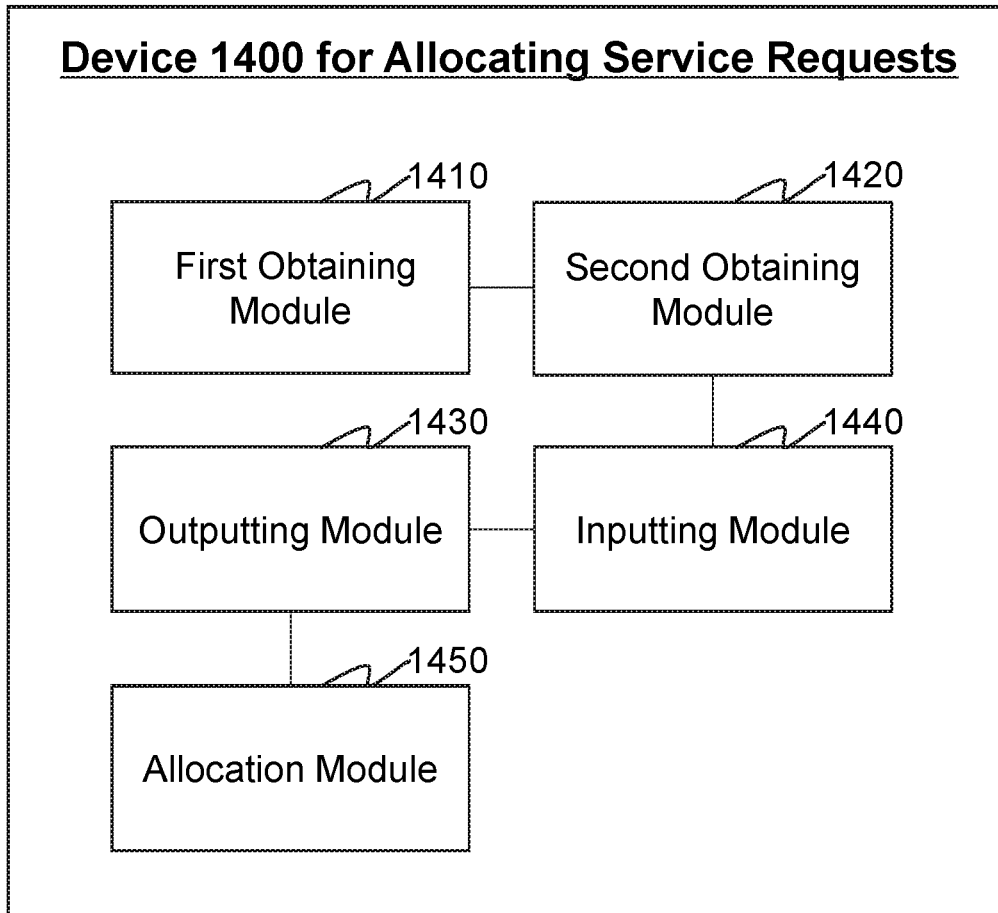 Device 1400 for Allocating Service Requests
1410
First Obtaining
Module
1420
Second Obtaining
Module
1430
Outputting Module
1440
Inputting Module
1450
Allocation Module